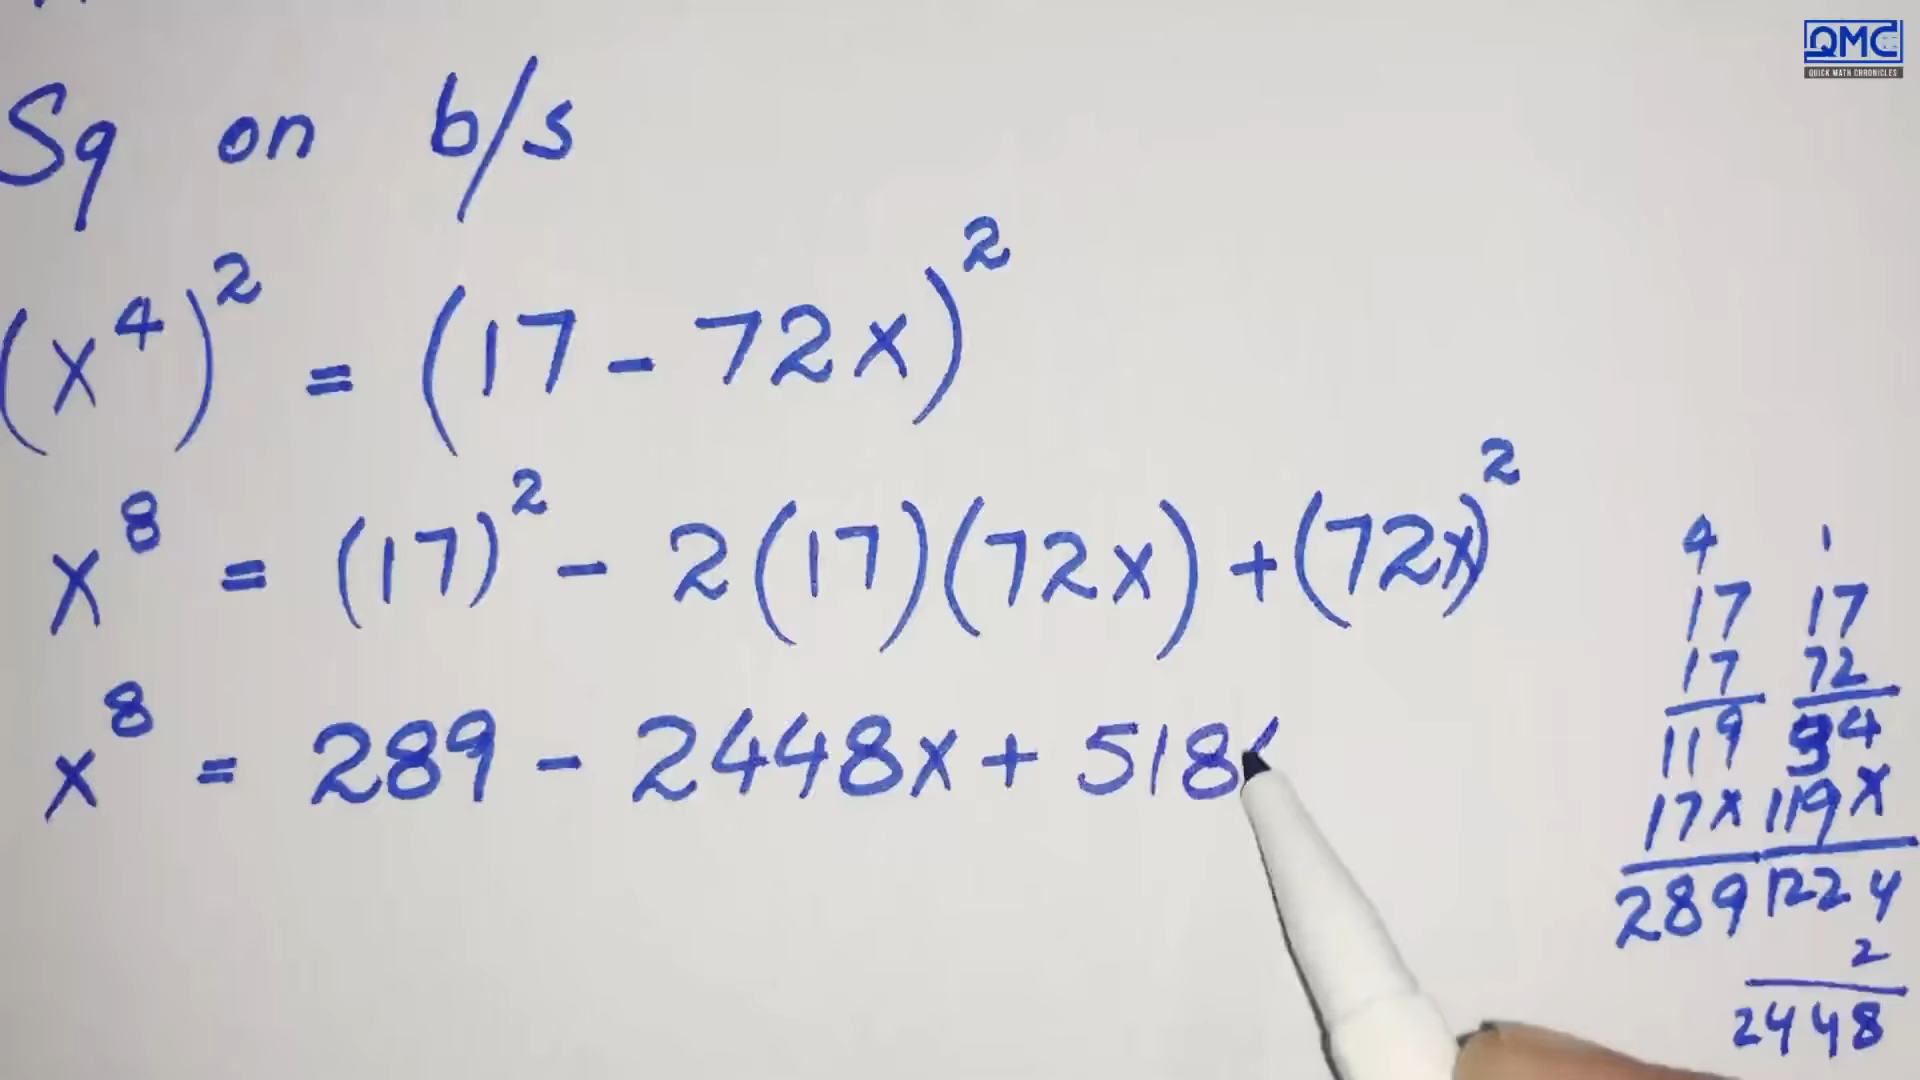 QMC
QUICK MATH CHRONICLES
Sq on b/s
(x⁴)² = (17 - 72x)²
x⁸ = (17)² - 2(17)(72x) + (72x)²
x⁸ = 289 - 2448x + 518
4
17
17
119
17x
289
1
17
72
34
119x
1224
2
2448